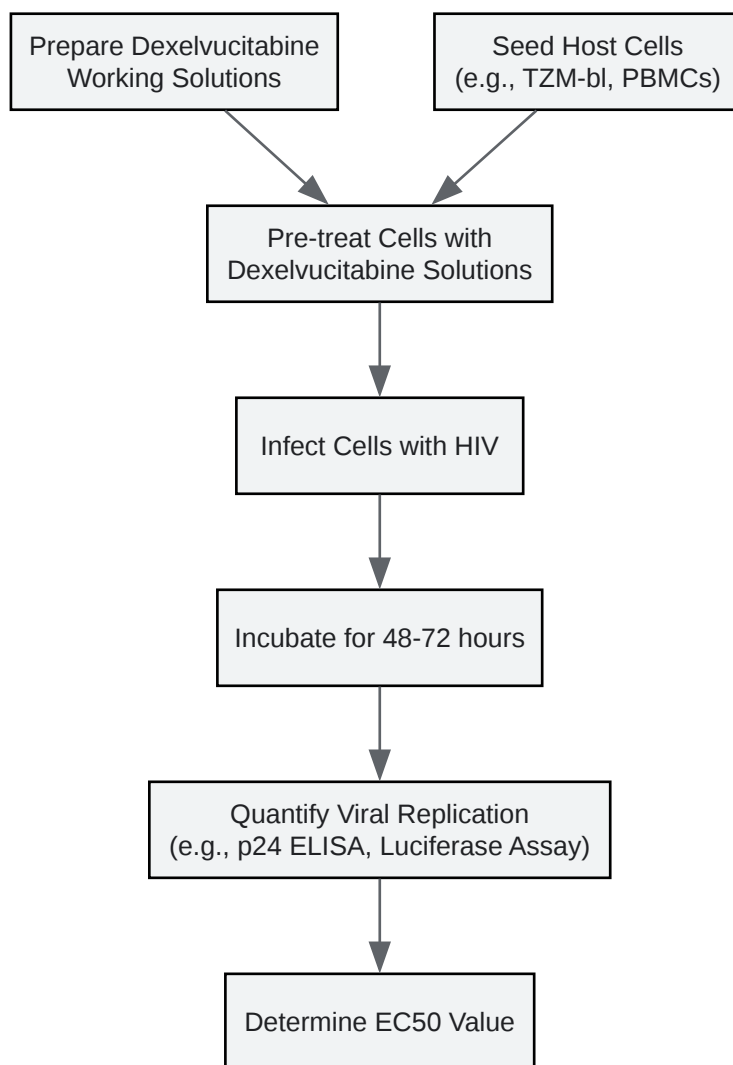 Prepare Dexelvucitabine
Working Solutions
Seed Host Cells
(e.g., TZM-bl, PBMCs)
Pre-treat Cells with
Dexelvucitabine Solutions
Infect Cells with HIV
Incubate for 48-72 hours
Quantify Viral Replication
(e.g., p24 ELISA, Luciferase Assay)
Determine EC50 Value